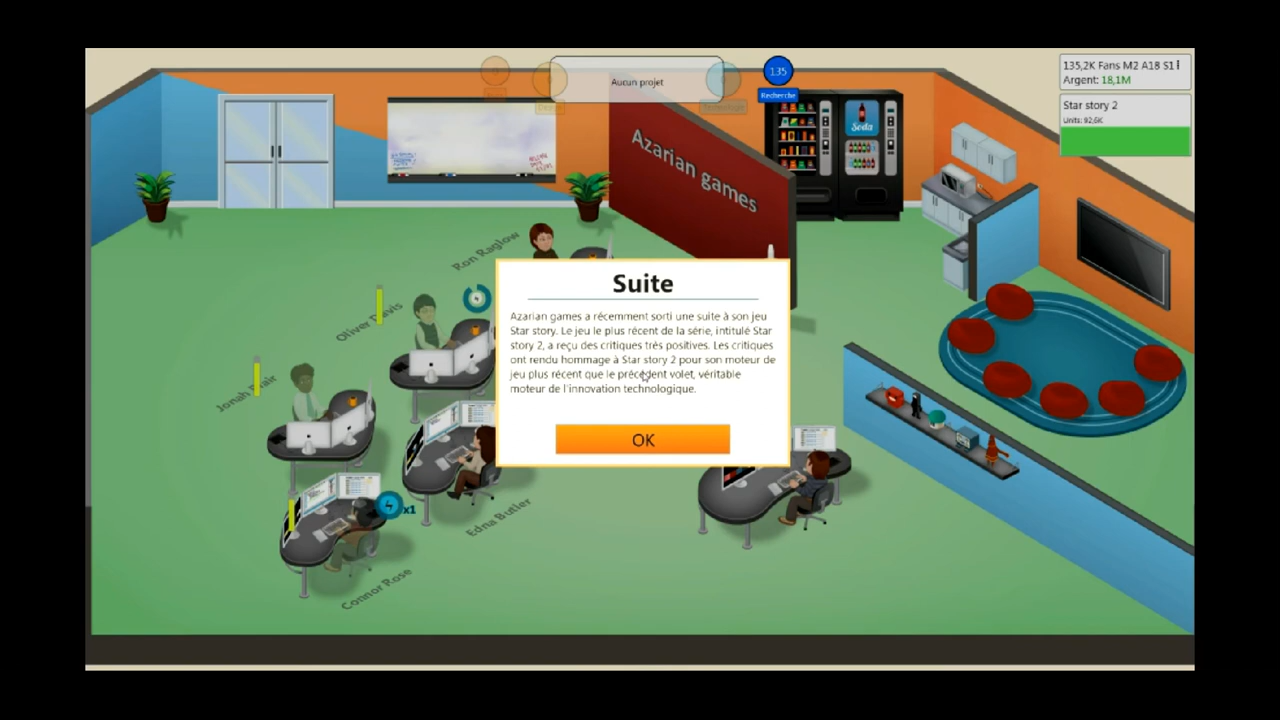 135
Recherche
Aucun projet
135,2K Fans M2 A18 S1
Argent: 18,1M
Star story 2
Units: 92,6K
Soda
Azarian games
Ron Raglow
Oliver Davis
Suite
Azarian games a récemment sorti une suite à son jeu
Star story. Le jeu le plus récent de la série, intitulé Star
story 2, a reçu des critiques très positives. Les critiques
ont rendu hommage à Star story 2 pour son moteur de
jeu plus récent que le précédent volet, véritable
moteur de l'innovation technologique.
OK
Jonah
x1
Edna Butler
Connor Rose